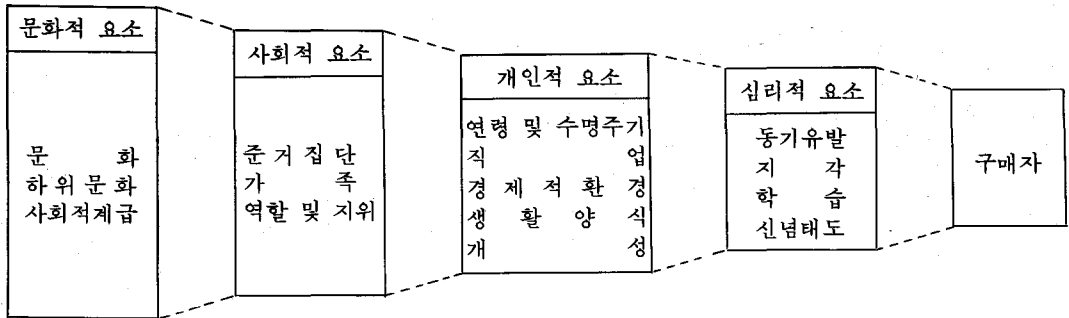 문화적 요소
문 화
하위문화
사회적계급
사회적 요소
준거집단
가 족
역할 및 지위
개인적 요소
연령 및 수명주기
직 업
경제적환경
생활양식
개 성
심리적 요소
동기유발
지 각
학 습
신념태도
구매자